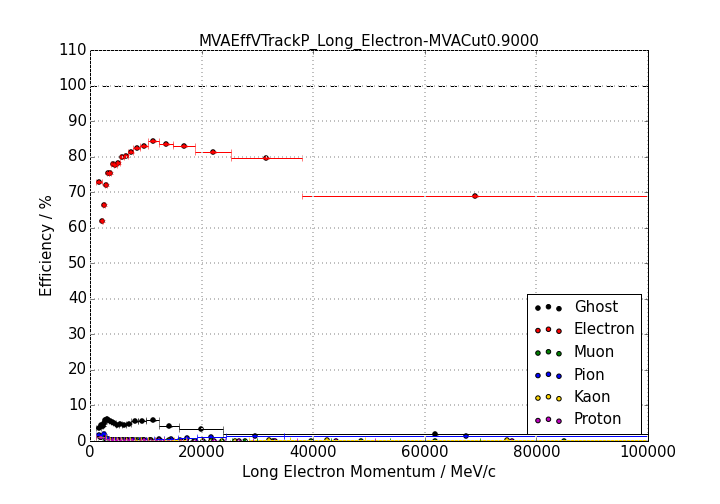 MVAEffVTrackP_Long_Electron-MVACut0.9000
110
100
90
80
70
60
50
40
30
20
10
0
Efficiency / %
Ghost
Electron
Muon
Pion
Kaon
Proton
0 20000 40000 60000 80000 100000
Long Electron Momentum / MeV/c